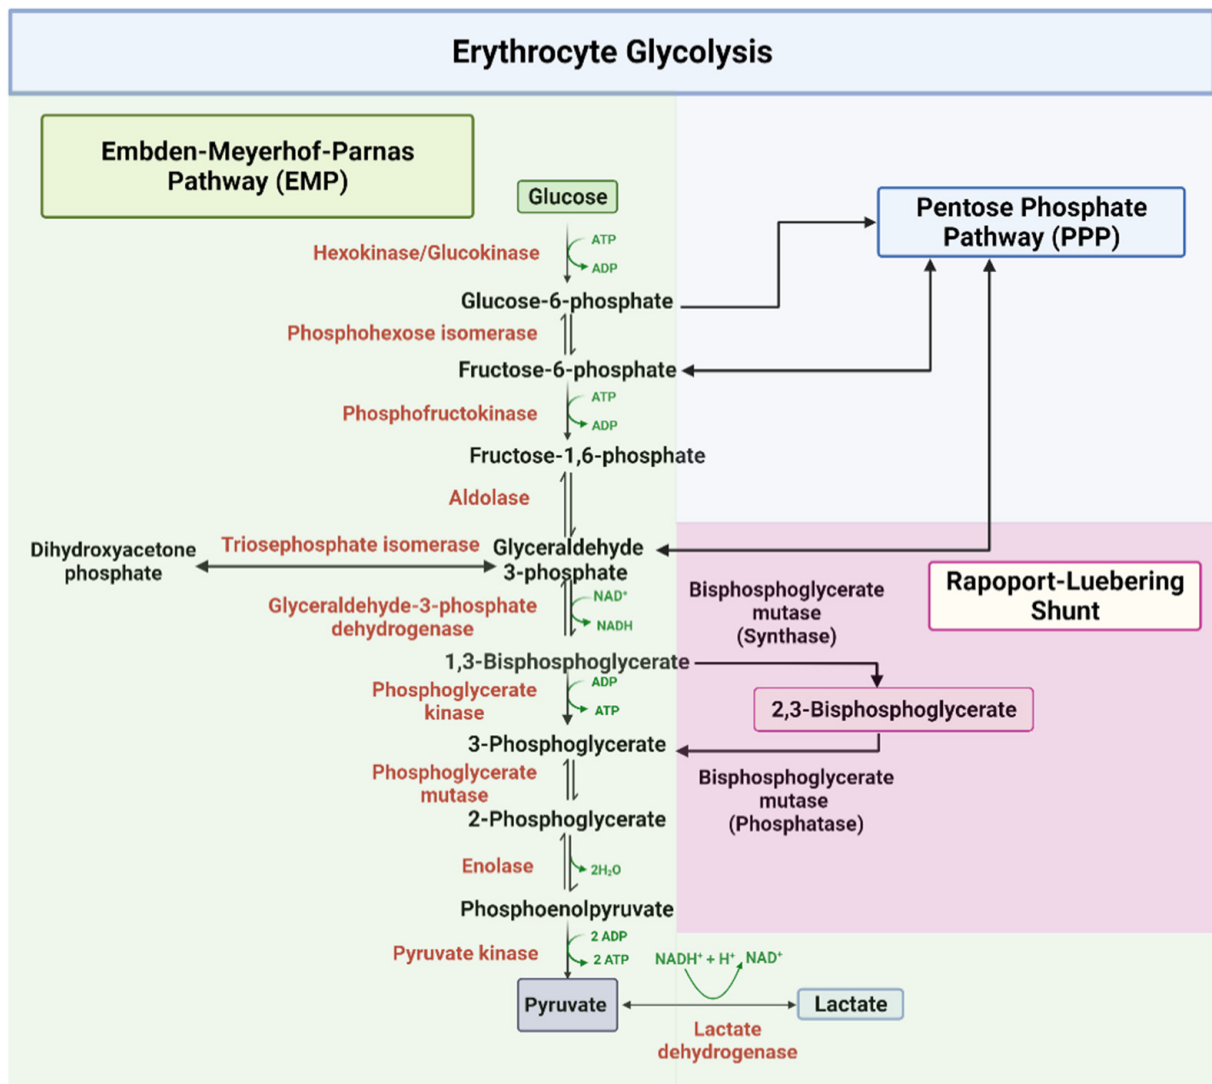 Erythrocyte Glycolysis
Embden-Meyerhof-Parnas
Pathway (EMP)
Glucose
Pentose Phosphate
Pathway (PPP)
Hexokinase/Glucokinase
ATP
ADP
Glucose-6-phosphate
Phosphohexose isomerase
Fructose-6-phosphate
Phosphofructokinase
ATP
ADP
Fructose-1,6-phosphate
Aldolase
Dihydroxyacetone
phosphate
Triosephosphate isomerase
Glyceraldehyde
3-phosphate
Rapoport-Luebering
Shunt
Glyceraldehyde-3-phosphate
dehydrogenase
NAD⁺
NADH
Bisphosphoglycerate
mutase
(Synthase)
1,3-Bisphosphoglycerate
Phosphoglycerate
kinase
ADP
ATP
2,3-Bisphosphoglycerate
3-Phosphoglycerate
Phosphoglycerate
mutase
Bisphosphoglycerate
mutase
(Phosphatase)
2-Phosphoglycerate
Enolase
2H₂O
Phosphoenolpyruvate
Pyruvate kinase
2 ADP
2 ATP
NADH⁺ + H⁺
NAD⁺
Pyruvate
Lactate
Lactate
dehydrogenase